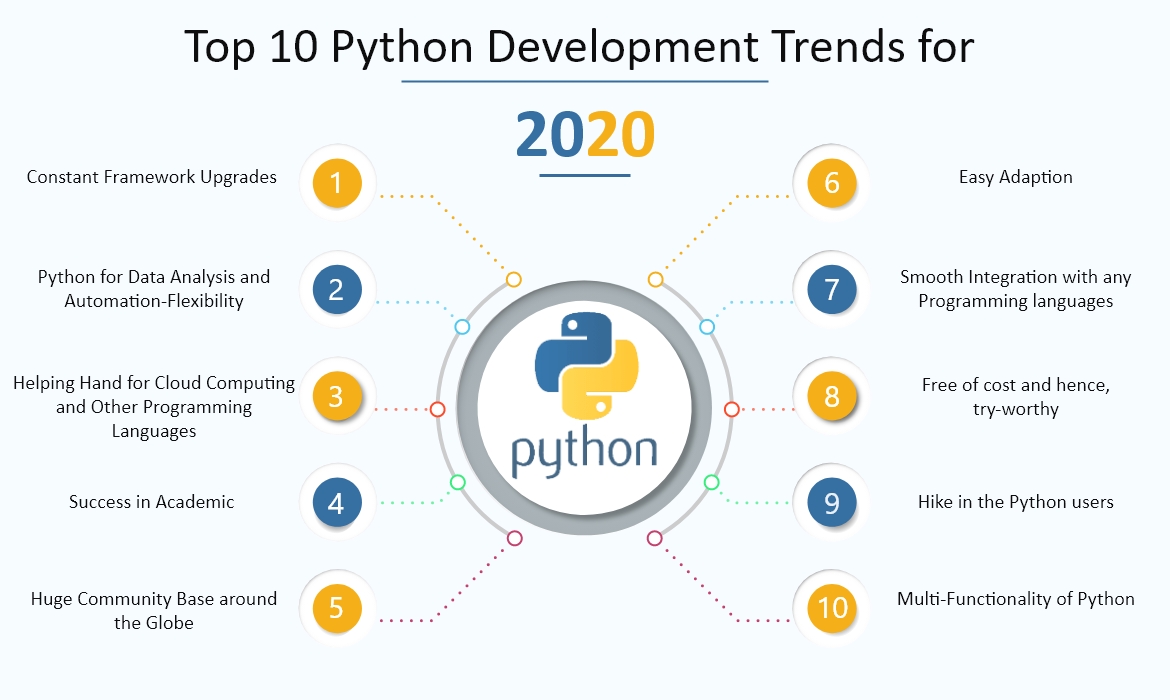 Top 10 Python Development Trends for
2020
Constant Framework Upgrades
1
Python for Data Analysis and
Automation-Flexibility
2
Helping Hand for Cloud Computing
and Other Programming
Languages
3
Success in Academic
4
Huge Community Base around
the Globe
5
python
6
Easy Adaption
7
Smooth Integration with any
Programming languages
8
Free of cost and hence,
try-worthy
9
Hike in the Python users
10
Multi-Functionality of Python